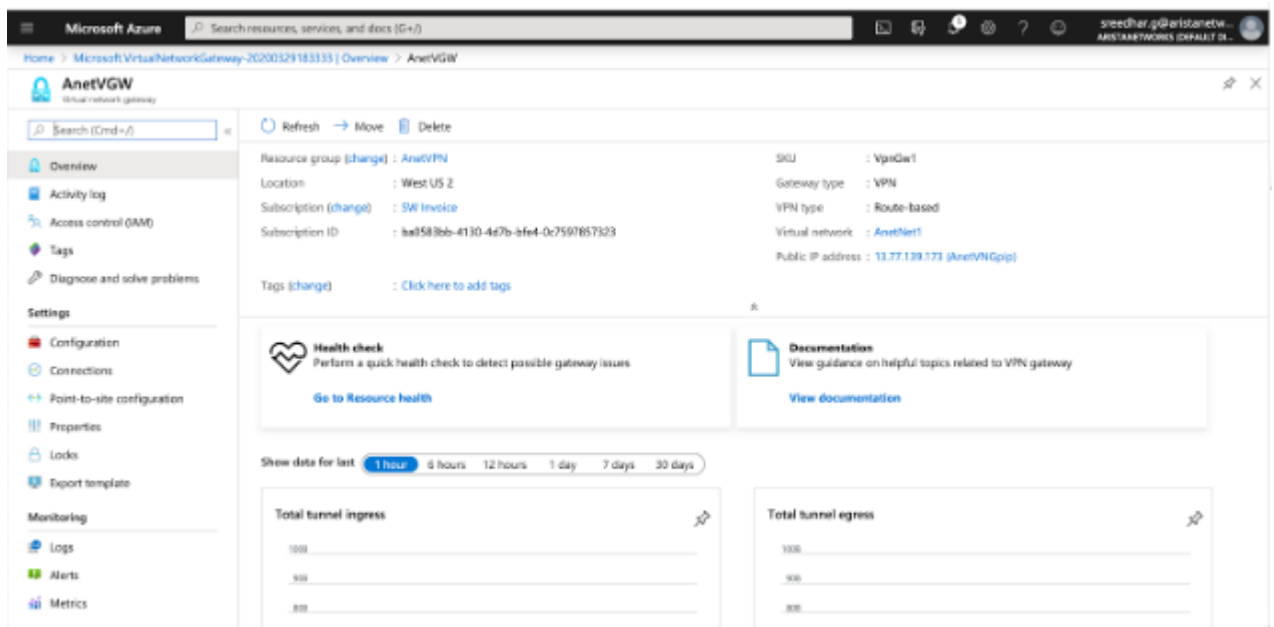 Microsoft Azure
Search resources, services, and docs (G+/)
sreedhar.g@aristanetw...
ARISTANETWORKS (DEFAULT DI...
Home > Microsoft.VirtualNetworkGateway-20200329183333 | Overview > AnetVGW
AnetVGW
Virtual network gateway
Search (Cmd+/)
Refresh Move Delete
Overview
Activity log
Access control (IAM)
Tags
Diagnose and solve problems
Settings
Configuration
Connections
Point-to-site configuration
Properties
Locks
Export template
Monitoring
Logs
Alerts
Metrics
Resource group (change) : AnetVPN
Location : West US 2
Subscription (change) : SW Invoice
Subscription ID : ba0583bb-4130-4d7b-bfe4-0c7597857323
Tags (change) : Click here to add tags
SKU : VpnGw1
Gateway type : VPN
VPN type : Route-based
Virtual network : AnetNet1
Public IP address : 13.77.139.173 (AnetVNGpip)
Health check
Perform a quick health check to detect possible gateway issues
Go to Resource health
Documentation
View guidance on helpful topics related to VPN gateway
View documentation
Show data for last 1 hour 6 hours 12 hours 1 day 7 days 30 days
Total tunnel ingress
100B
90B
80B
Total tunnel egress
100B
90B
80B